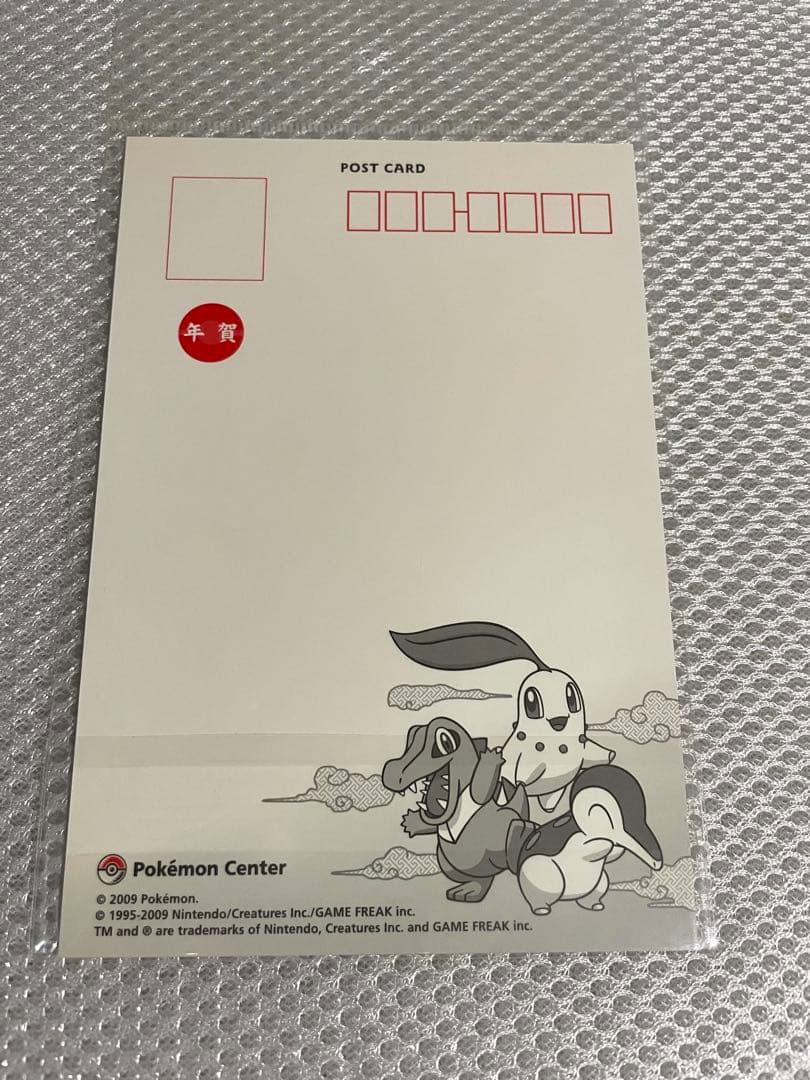 POST CARD
年賀
Pokémon Center
© 2009 Pokémon.
© 1995-2009 Nintendo/Creatures Inc./GAME FREAK inc.
TM and ® are trademarks of Nintendo, Creatures Inc. and GAME FREAK inc.